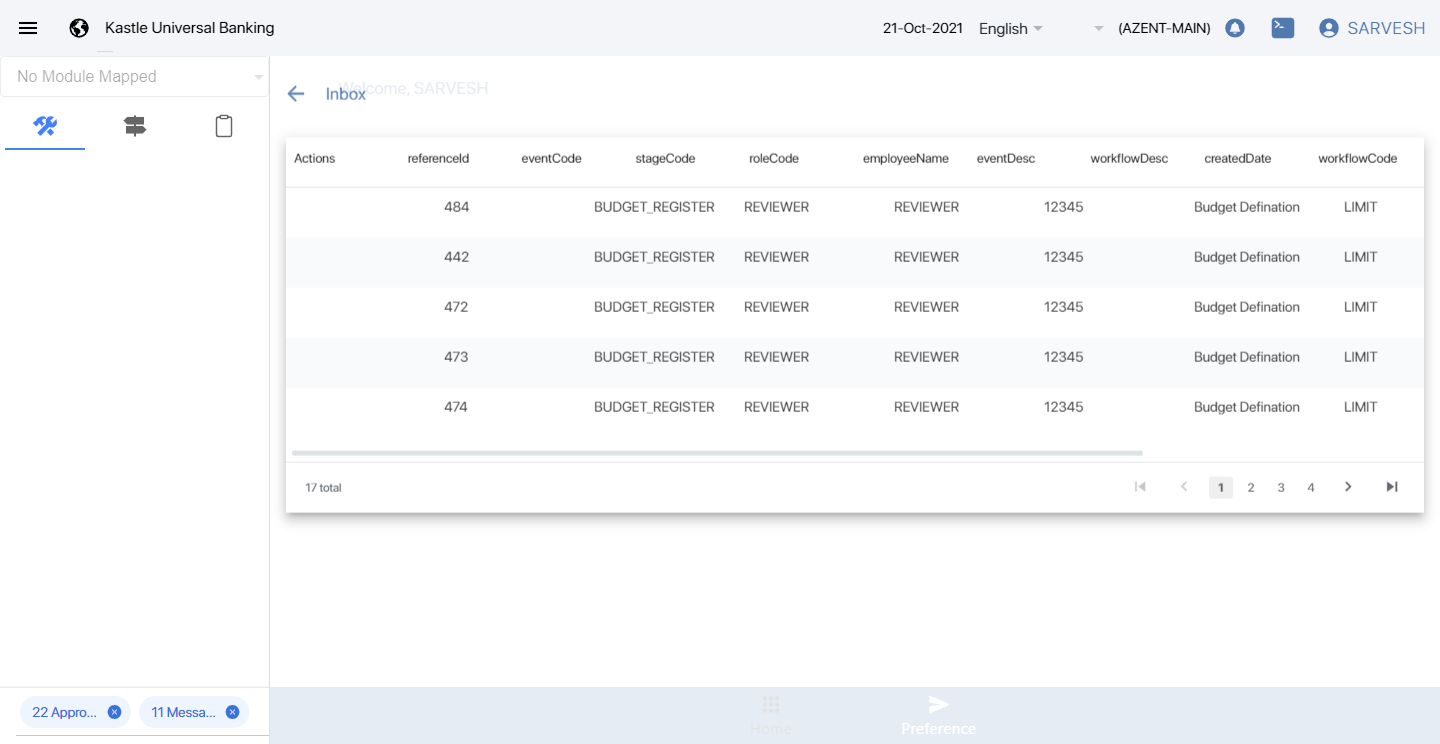 Kastle Universal Banking 21-Oct-2021 English (AZENT-MAIN) SARVESH
No Module Mapped
Welcome, SARVESH
Inbox
Actions referenceId eventCode stageCode roleCode employeeName eventDesc workflowDesc createdDate workflowCode
484 BUDGET_REGISTER REVIEWER REVIEWER 12345 Budget Defination LIMIT
442 BUDGET_REGISTER REVIEWER REVIEWER 12345 Budget Defination LIMIT
472 BUDGET_REGISTER REVIEWER REVIEWER 12345 Budget Defination LIMIT
473 BUDGET_REGISTER REVIEWER REVIEWER 12345 Budget Defination LIMIT
474 BUDGET_REGISTER REVIEWER REVIEWER 12345 Budget Defination LIMIT
17 total 1 2 3 4
22 Appro... 11 Messa...
Home Preference